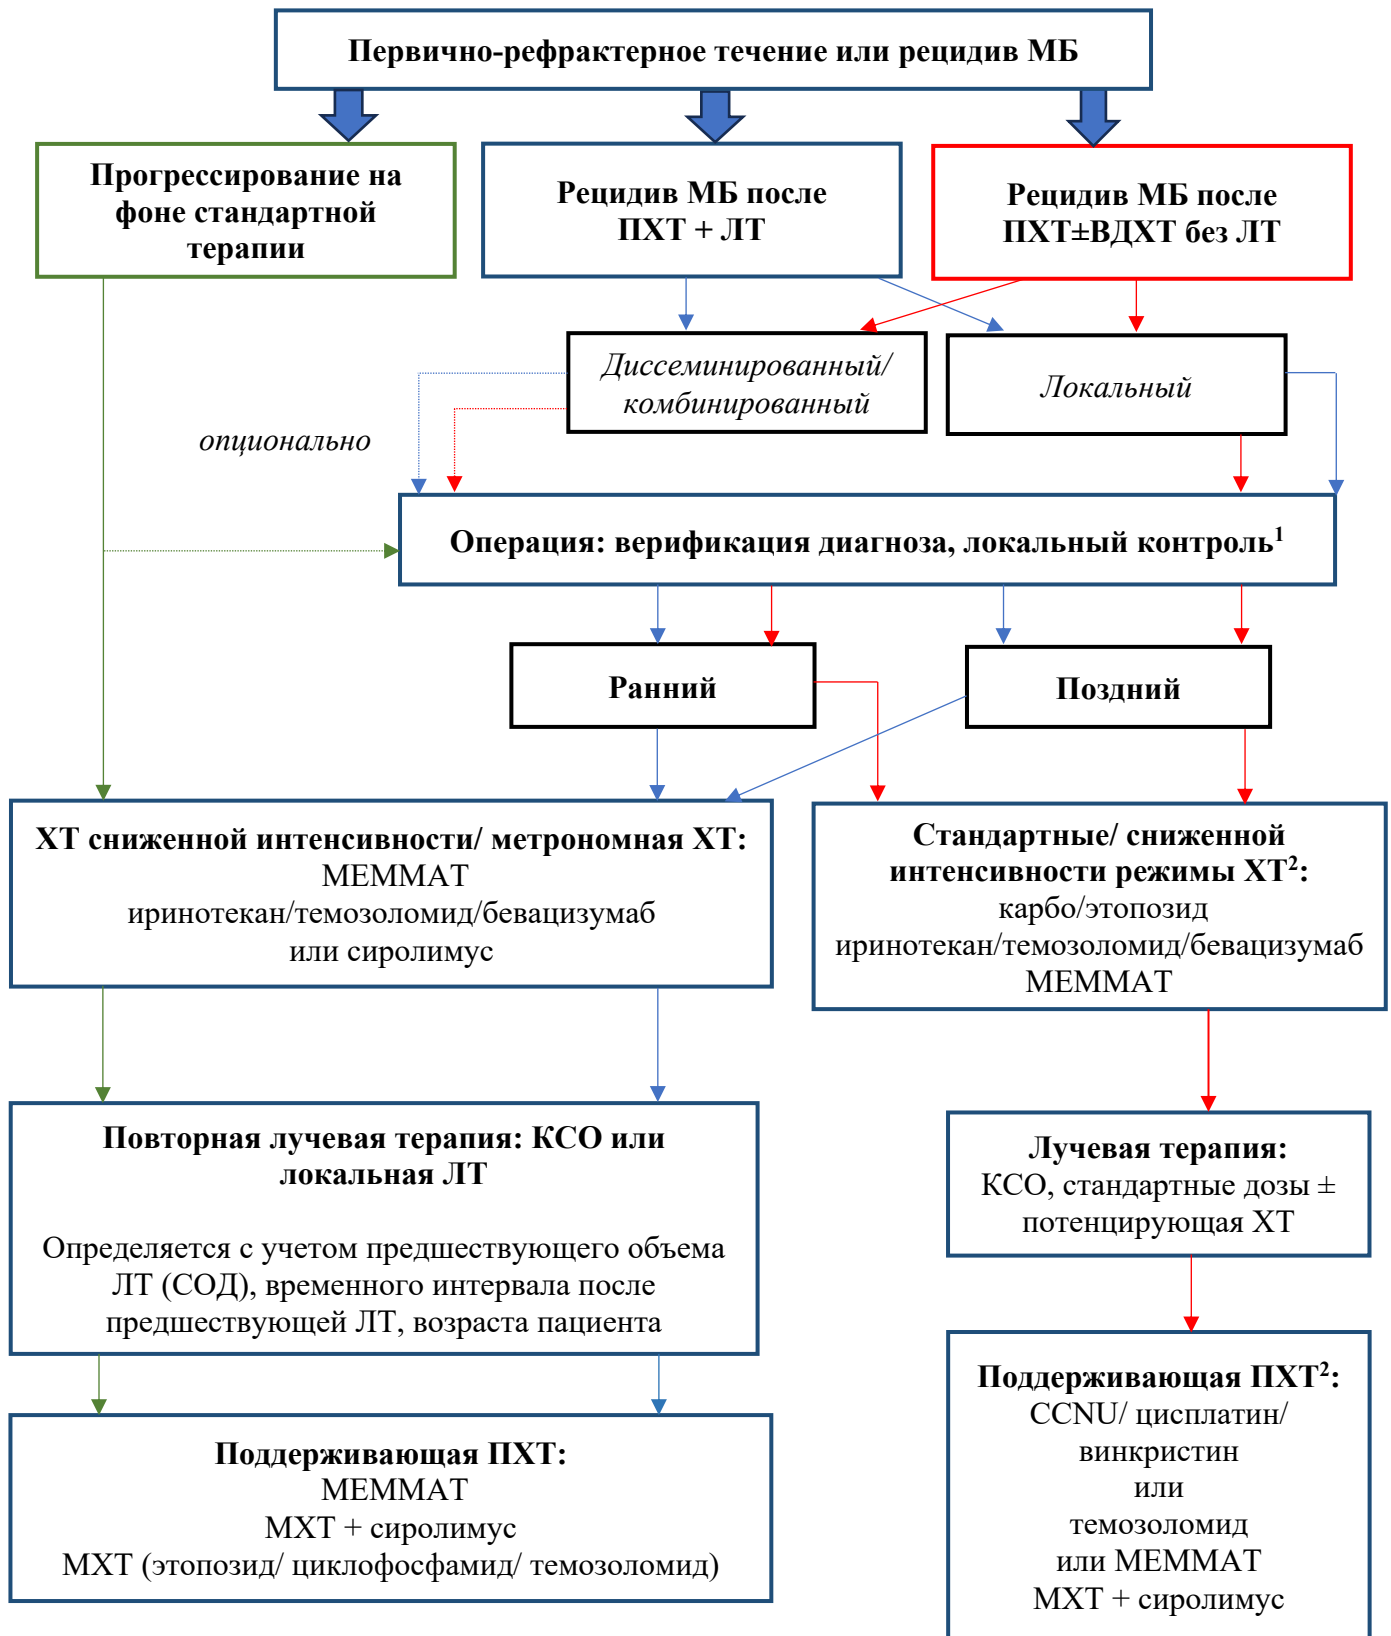 Первично-рефрактерное течение или рецидив МБ
Прогрессирование на
фоне стандартной
терапии
Рецидив МБ после
ПХТ + ЛТ
Рецидив МБ после
ПХТ±ВДХТ без ЛТ
Диссеминированный/
комбинированный
Локальный
опционально
Операция: верификация диагноза, локальный контроль¹
Ранний
Поздний
ХТ сниженной интенсивности/ метрономная ХТ:
МЕММАТ
иринотекан/темозоломид/бевацизумаб
или сиролимус
Стандартные/ сниженной
интенсивности режимы ХТ²:
карбо/этопозид
иринотекан/темозоломид/бевацизумаб
МЕММАТ
Повторная лучевая терапия: КСО или
локальная ЛТ
Определяется с учетом предшествующего объема
ЛТ (СОД), временного интервала после
предшествующей ЛТ, возраста пациента
Лучевая терапия:
КСО, стандартные дозы ±
потенцирующая ХТ
Поддерживающая ПХТ:
МЕММАТ
МХТ + сиролимус
МХТ (этопозид/ циклофосфамид/ темозоломид)
Поддерживающая ПХТ²:
CCNU/ цисплатин/
винкристин
или
темозоломид
или МЕММАТ
МХТ + сиролимус